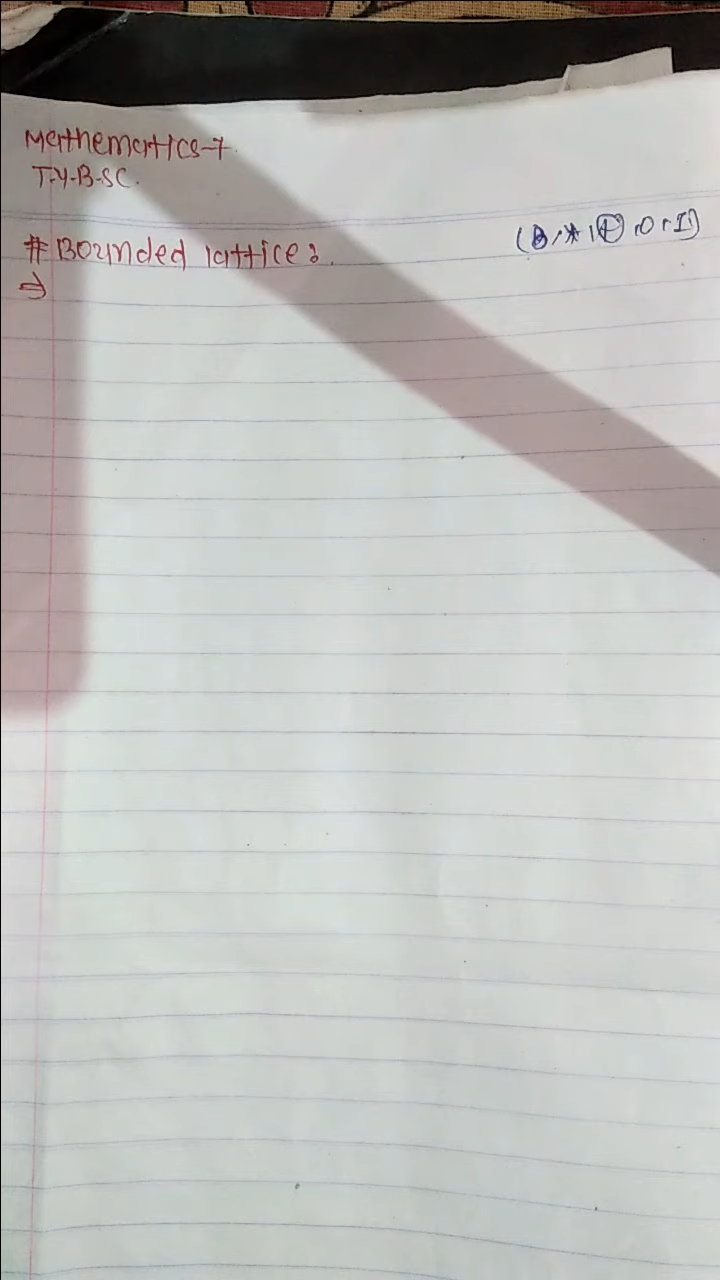 Mathematics-7.
T-Y-B-SC.
# Bounded lattice :
(B, *, ⊕, 0, I)
⇒